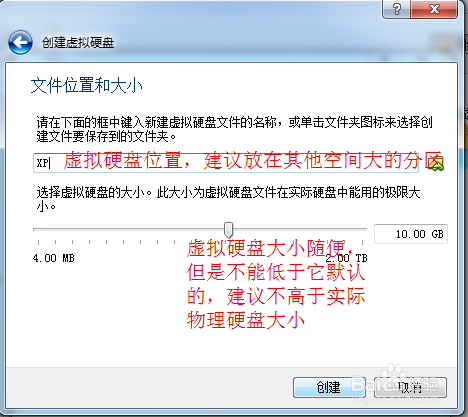 创建虚拟硬盘
文件位置和大小
请在下面的框中键入新建虚拟硬盘文件的名称，或单击文件夹图标来选择创
建文件要保存到的文件夹。
XP 虚拟硬盘位置，建议放在其他空间大的分区
选择虚拟硬盘的大小。此大小为虚拟硬盘文件在实际硬盘中能用的极限大
小。
10.00 GB
4.00 MB
2.00 TB
虚拟硬盘大小随便，
但是不能低于它默认
的，建议不高于实际
物理硬盘大小
创建
取消